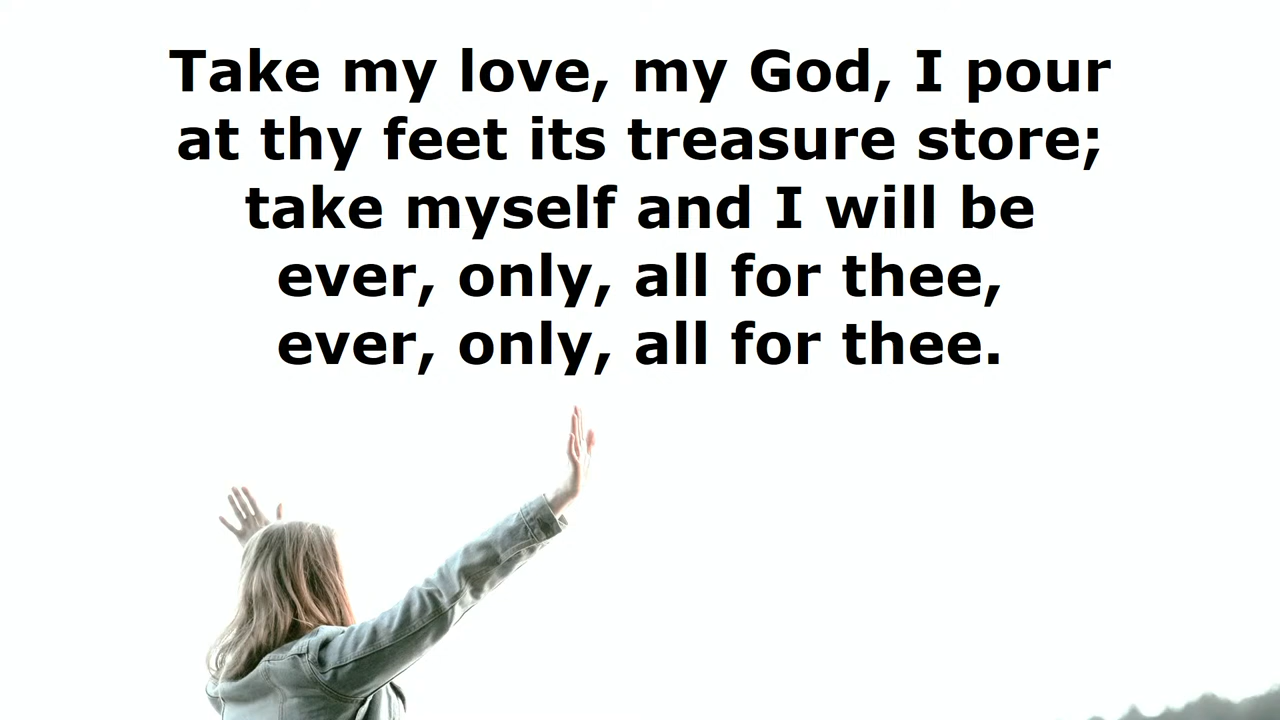 Take my love, my God, I pour
at thy feet its treasure store;
take myself and I will be
ever, only, all for thee,
ever, only, all for thee.